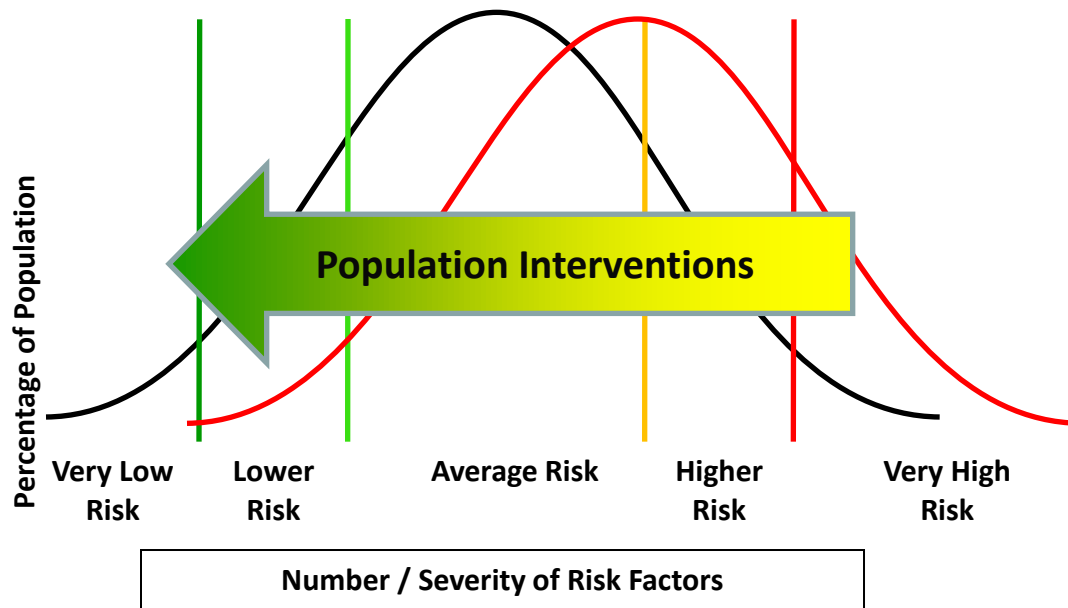 Percentage of Population
Population Interventions
Very Low
Risk
Lower
Risk
Average Risk
Higher
Risk
Very High
Risk
Number / Severity of Risk Factors